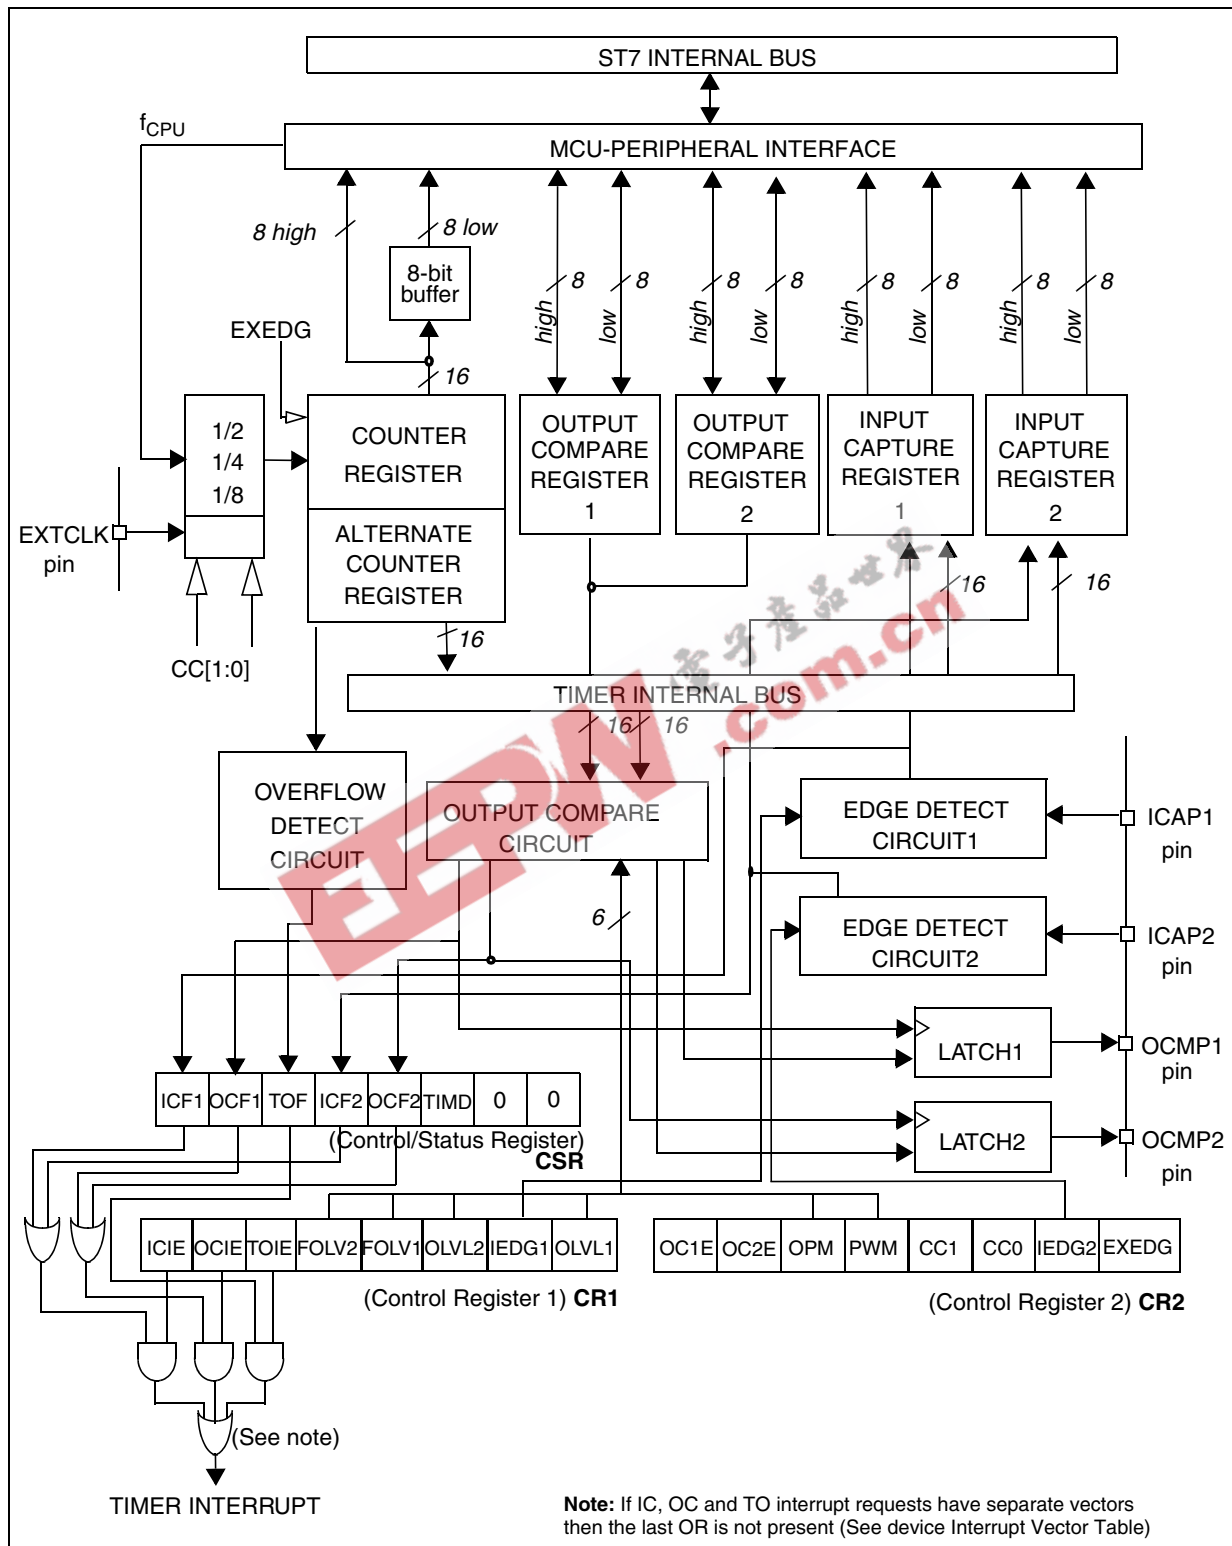 ST7 INTERNAL BUS
fCPU
MCU-PERIPHERAL INTERFACE
8 high
8 low
8-bit
buffer
8
8
8
8
8
8
8
8
high
low
high
low
high
low
high
low
EXEDG
16
1/2
1/4
1/8
COUNTER
REGISTER
OUTPUT
COMPARE
REGISTER
1
OUTPUT
COMPARE
REGISTER
2
INPUT
CAPTURE
REGISTER
1
INPUT
CAPTURE
REGISTER
2
EXTCLK
pin
ALTERNATE
COUNTER
REGISTER
CC[1:0]
16
16
16
電子產品世界
.com.cn
EEPW
TIMER INTERNAL BUS
16
16
OVERFLOW
DETECT
CIRCUIT
OUTPUT COMPARE
CIRCUIT
EDGE DETECT
CIRCUIT1
ICAP1
pin
6
EDGE DETECT
CIRCUIT2
ICAP2
pin
LATCH1
OCMP1
pin
LATCH2
OCMP2
pin
ICF1 OCF1 TOF ICF2 OCF2 TIMD 0 0
(Control/Status Register)
CSR
ICIE OCIE TOIE FOLV2 FOLV1 OLVL2 IEDG1 OLVL1
(Control Register 1) CR1
OC1E OC2E OPM PWM CC1 CC0 IEDG2 EXEDG
(Control Register 2) CR2
(See note)
TIMER INTERRUPT
Note: If IC, OC and TO interrupt requests have separate vectors
then the last OR is not present (See device Interrupt Vector Table)